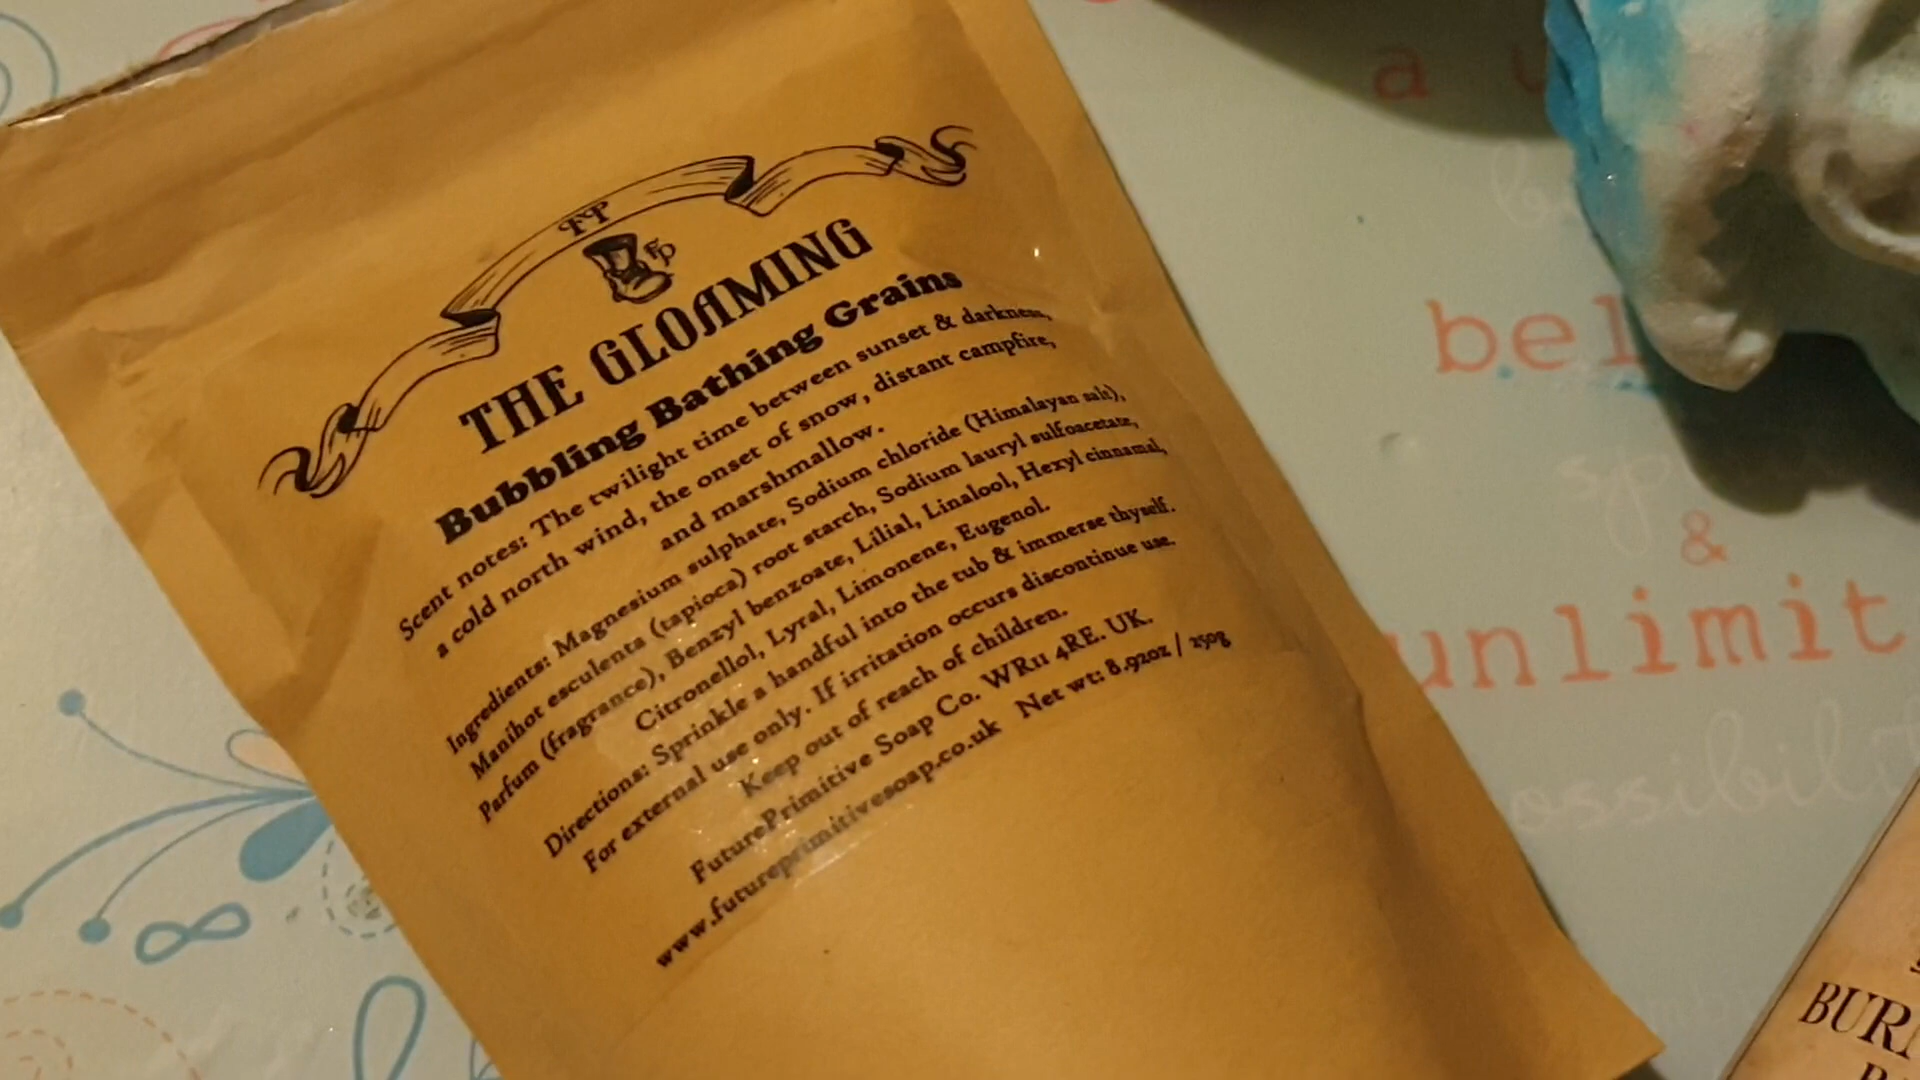 FP
FP
THE GLOAMING
Bubbling Bathing Grains
Scent notes: The twilight time between sunset & darkness,
a cold north wind, the onset of snow, distant campfire,
and marshmallow.
Ingredients: Magnesium sulphate, Sodium chloride (Himalayan salt),
Manihot esculenta (tapioca) root starch, Sodium lauryl sulfoacetate,
Parfum (fragrance), Benzyl benzoate, Lilial, Linalool, Hexyl cinnamal,
Citronellol, Lyral, Limonene, Eugenol.
Directions: Sprinkle a handful into the tub & immerse thyself.
For external use only. If irritation occurs discontinue use.
Keep out of reach of children.
FuturePrimitive Soap Co. WR11 4RE. UK.
www.futureprimitivesoap.co.uk Net wt: 8.92oz / 250g
a
bel
sp
&
unlimit
ossibilit
BUR